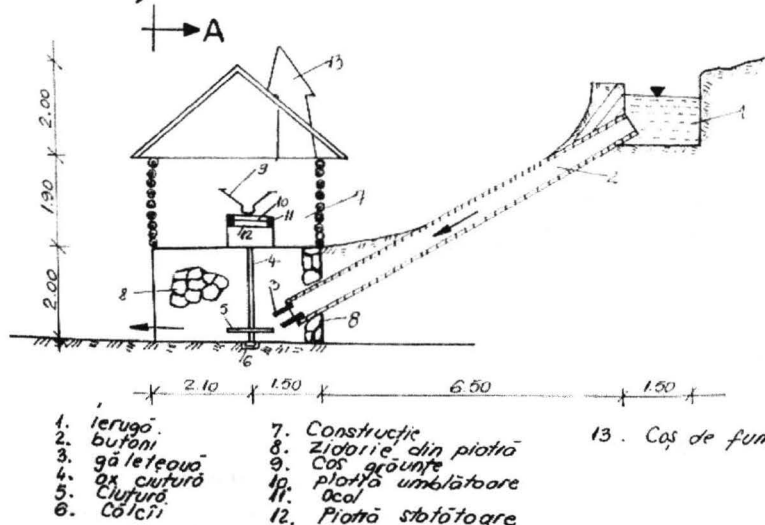 A
13
2.00
1
9
2
10
11
7
1.90
12
4
3
8
5
8
2.00
6
2.10 1.50 6.50 1.50
1. ierugă
2. butoni
3. găleteauă
4. ax ciutură
5. Ciutură
6. Călcîi
7. Construcție
8. Zidorie din piatră
9. Coș grăunțe
10. piatră umblătoare
11. Ocol
12. Piatră stătătoare
13. Coș de fum